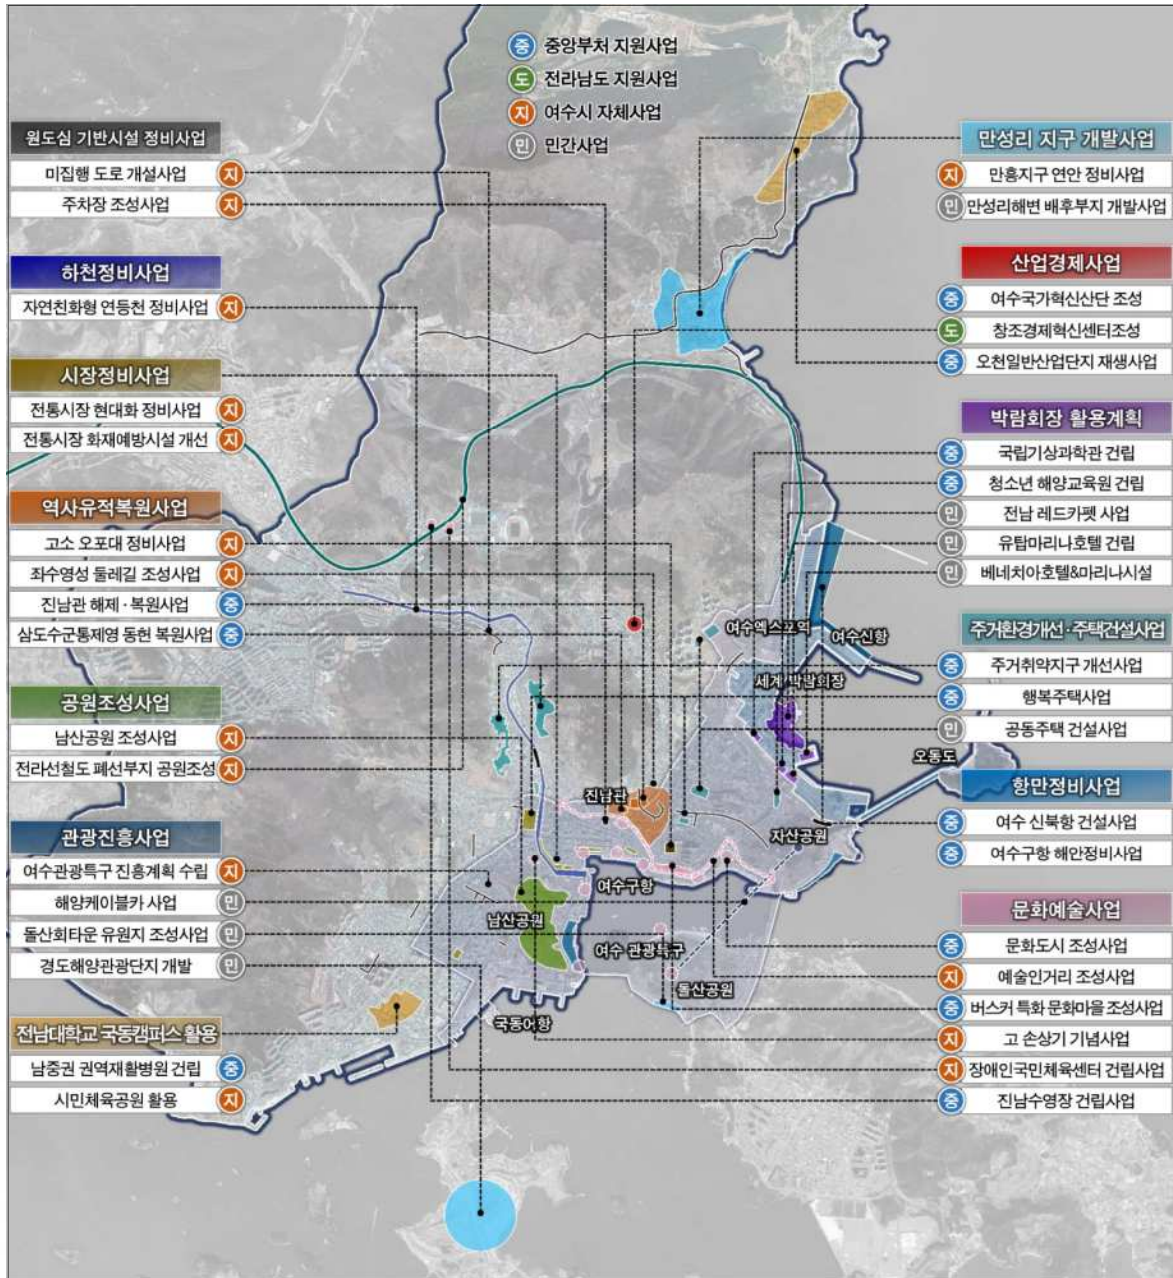 중 중앙부처 지원사업
도 전라남도 지원사업
지 여수시 자체사업
민 민간사업
원도심 기반시설 정비사업
미집행 도로 개설사업 지
주차장 조성사업 지
하천정비사업
자연친화형 연등천 정비사업 지
시장정비사업
전통시장 현대화 정비사업 지
전통시장 화재예방시설 개선 지
역사유적복원사업
고소 오포대 정비사업 지
좌수영성 둘레길 조성사업 지
진남관 해제·복원사업 중
삼도수군통제영 동헌 복원사업 중
공원조성사업
남산공원 조성사업 지
전라선철도 폐선부지 공원조성 지
관광진흥사업
여수관광특구 진흥계획 수립 지
해양케이블카 사업 민
돌산회타운 유원지 조성사업 민
경도해양관광단지 개발 민
전남대학교 국동캠퍼스 활용
남중권 권역재활병원 건립 중
시민체육공원 활용 지
만성리 지구 개발사업
지 만흥지구 연안 정비사업
민 만성리해변 배후부지 개발사업
산업경제사업
중 여수국가혁신산단 조성
도 창조경제혁신센터조성
중 오천일반산업단지 재생사업
박람회장 활용계획
중 국립기상과학관 건립
중 청소년 해양교육원 건립
민 전남 레드카펫 사업
민 유탑마리나호텔 건립
민 베네치아호텔&마리나시설
주거환경개선·주택건설사업
중 주거취약지구 개선사업
중 행복주택사업
민 공동주택 건설사업
항만정비사업
중 여수 신북항 건설사업
중 여수구항 해안정비사업
문화예술사업
중 문화도시 조성사업
지 예술인거리 조성사업
중 버스커 특화 문화마을 조성사업
지 고 손상기 기념사업
지 장애인국민체육센터 건립사업
중 진남수영장 건립사업
여수엑스포역
여수신항
세계 박람회장
오동도
진남관
자산공원
여수구항
남산공원
여수 관광특구
돌산공원
국동어항